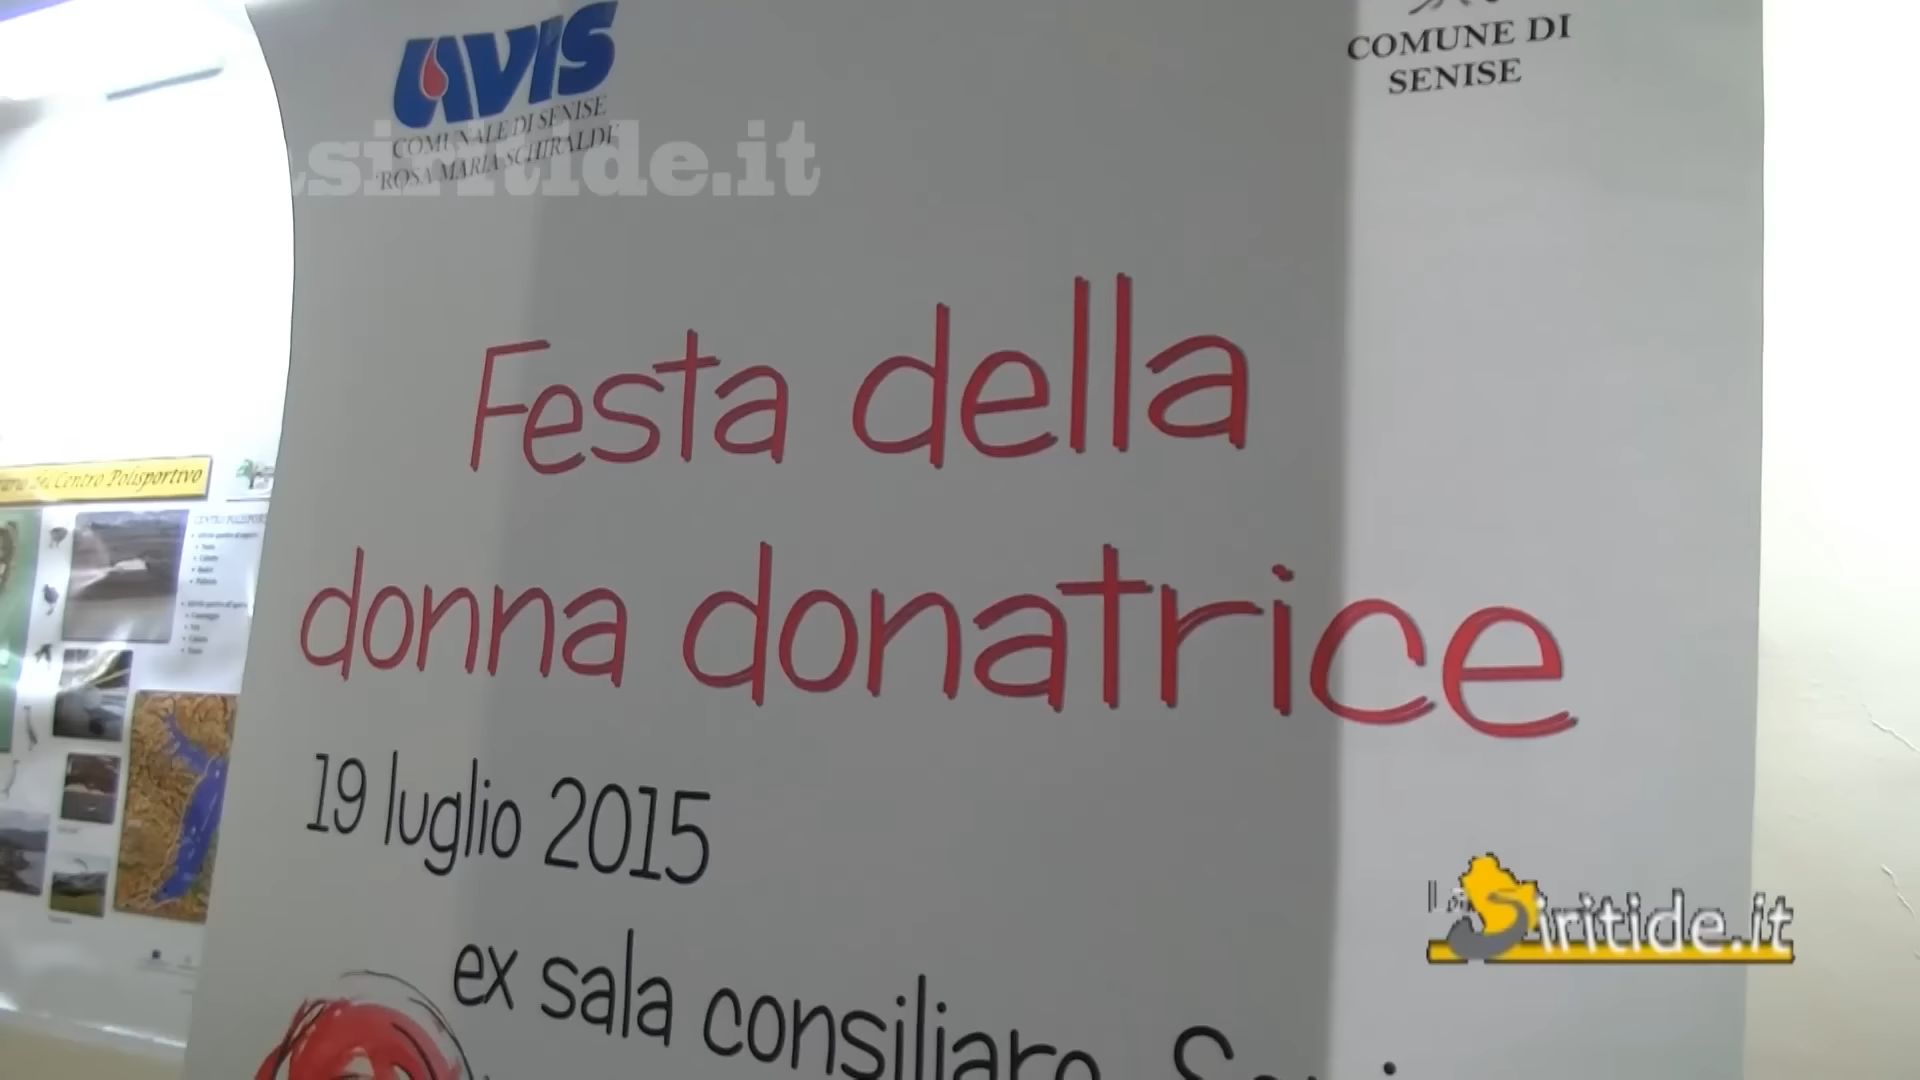 AVIS
COMUNALE DI SENISE
"ROSA MARIA SCHIRALDI"
COMUNE DI
SENISE
.siritide.it
Festa della
donna donatrice
19 luglio 2015
ex sala consiliare
Centro Polisportivo
Siritide.it